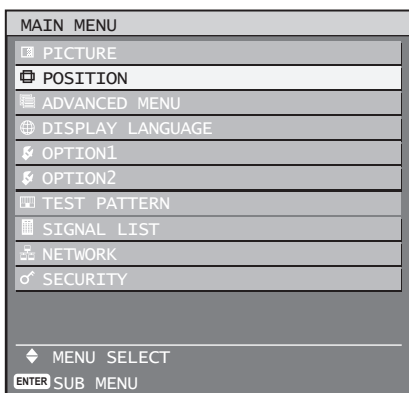 MAIN MENU
PICTURE
POSITION
ADVANCED MENU
DISPLAY LANGUAGE
OPTION1
OPTION2
TEST PATTERN
SIGNAL LIST
NETWORK
SECURITY
MENU SELECT
ENTER SUB MENU